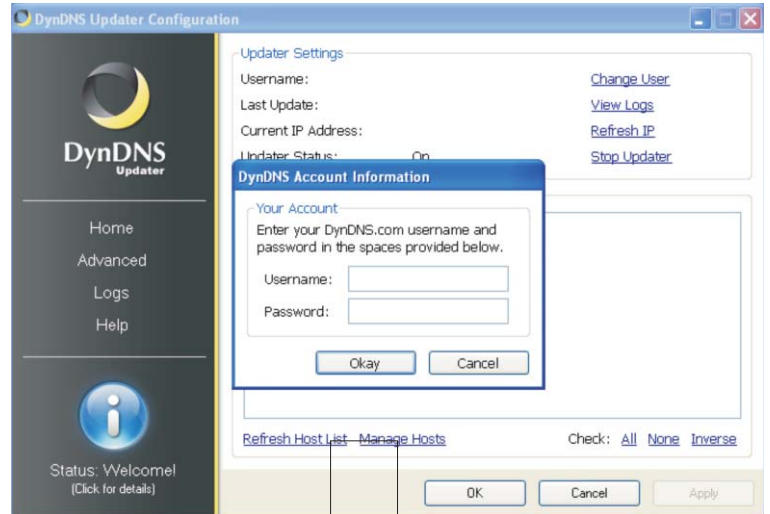 DynDNS Updater Configuration
DynDNS
Updater
Home
Advanced
Logs
Help
Status: Welcome!
(Click for details)
Updater Settings
Username: Change User
Last Update: View Logs
Current IP Address: Refresh IP
Updater Status: On Stop Updater
DynDNS Account Information
Your Account
Enter your DynDNS.com username and
password in the spaces provided below.
Username:
Password:
Okay Cancel
Refresh Host List Manage Hosts Check: All None Inverse
OK Cancel Apply